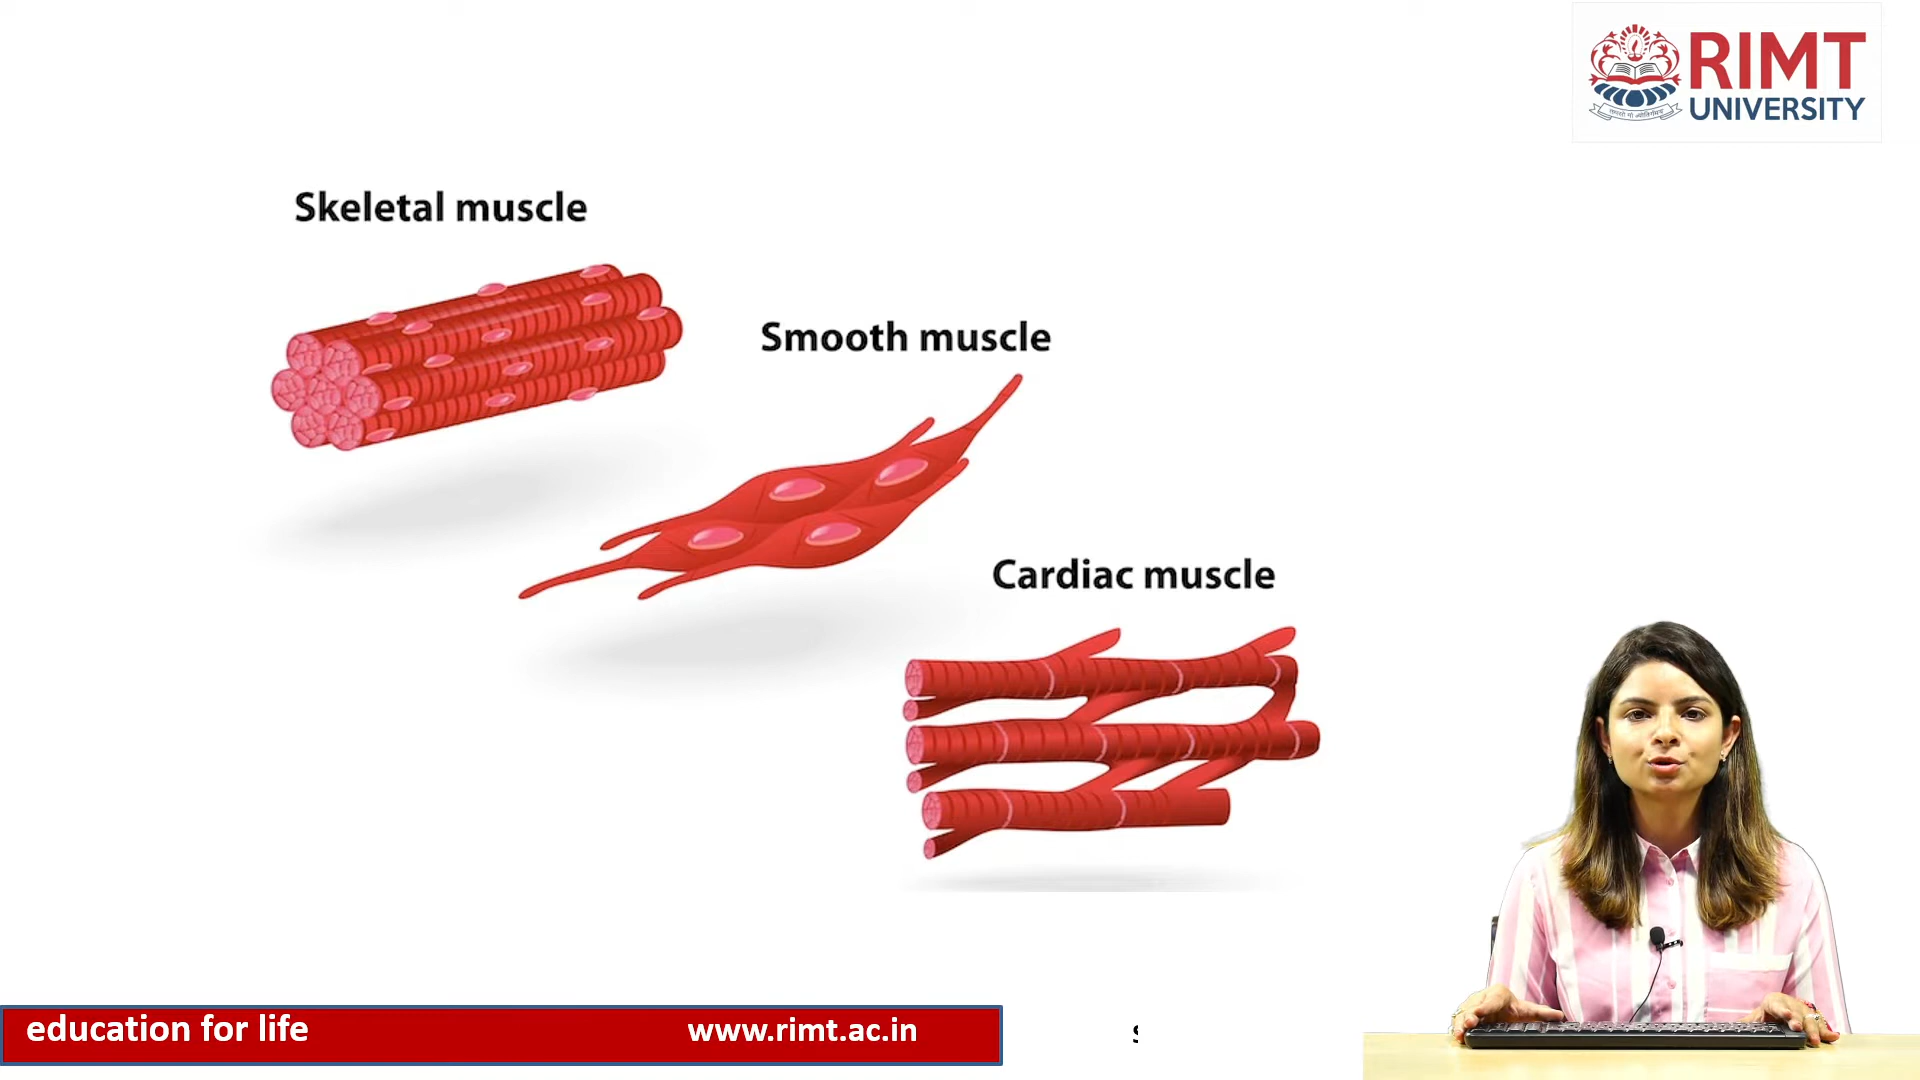 RIMT
UNIVERSITY
Skeletal muscle
Smooth muscle
Cardiac muscle
education for life www.rimt.ac.in